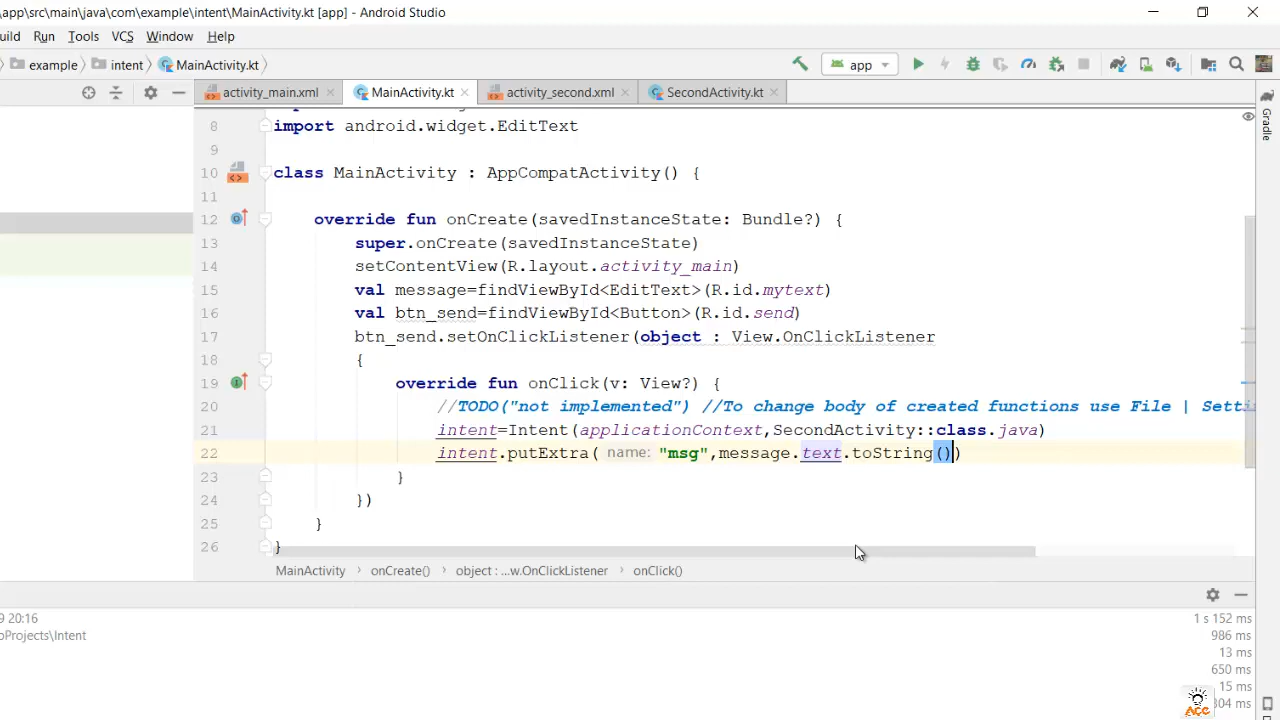 app\src\main\java\com\example\intent\MainActivity.kt [app] - Android Studio
uild Run Tools VCS Window Help
example intent MainActivity.kt app
activity_main.xml MainActivity.kt activity_second.xml SecondActivity.kt
Gradle
8 import android.widget.EditText
9
10 class MainActivity : AppCompatActivity() {
11
12 override fun onCreate(savedInstanceState: Bundle?) {
13 super.onCreate(savedInstanceState)
14 setContentView(R.layout.activity_main)
15 val message=findViewById<EditText>(R.id.mytext)
16 val btn_send=findViewById<Button>(R.id.send)
17 btn_send.setOnClickListener(object : View.OnClickListener
18 {
19 override fun onClick(v: View?) {
20 //TODO("not implemented") //To change body of created functions use File | Setti
21 intent=Intent(applicationContext,SecondActivity::class.java)
22 intent.putExtra( name: "msg",message.text.toString())
23 }
24 })
25 }
26 }
MainActivity onCreate() object : ...w.OnClickListener onClick()
9 20:16 1 s 152 ms
oProjects\Intent 986 ms
13 ms
650 ms
15 ms
304 ms
Ace